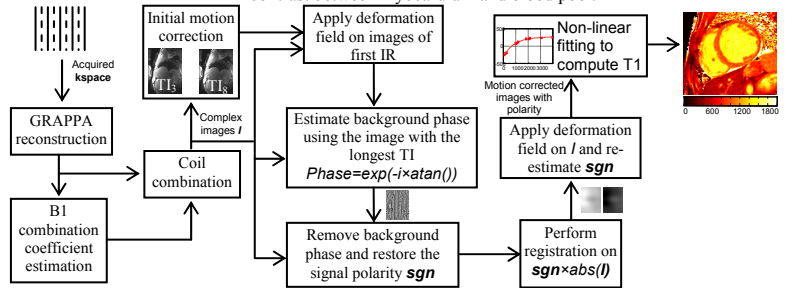 Initial motion
correction
TI3
TI8
Apply deformation
field on images of
first IR
50
0
-50
0
1000 2000 3000
Non-linear
fitting to
compute T1
0
600
1200
1800
Acquired
kspace
GRAPPA
reconstruction
Complex
images I
Coil
combination
B1
combination
coefficient
estimation
Estimate background phase
using the image with the
longest TI
Phase=exp(-i×atan())
Remove background
phase and restore the
signal polarity sgn
Motion corrected
images with
polarity
Apply deformation
field on I and re-
estimate sgn
Perform
registration on
sgn×abs(I)